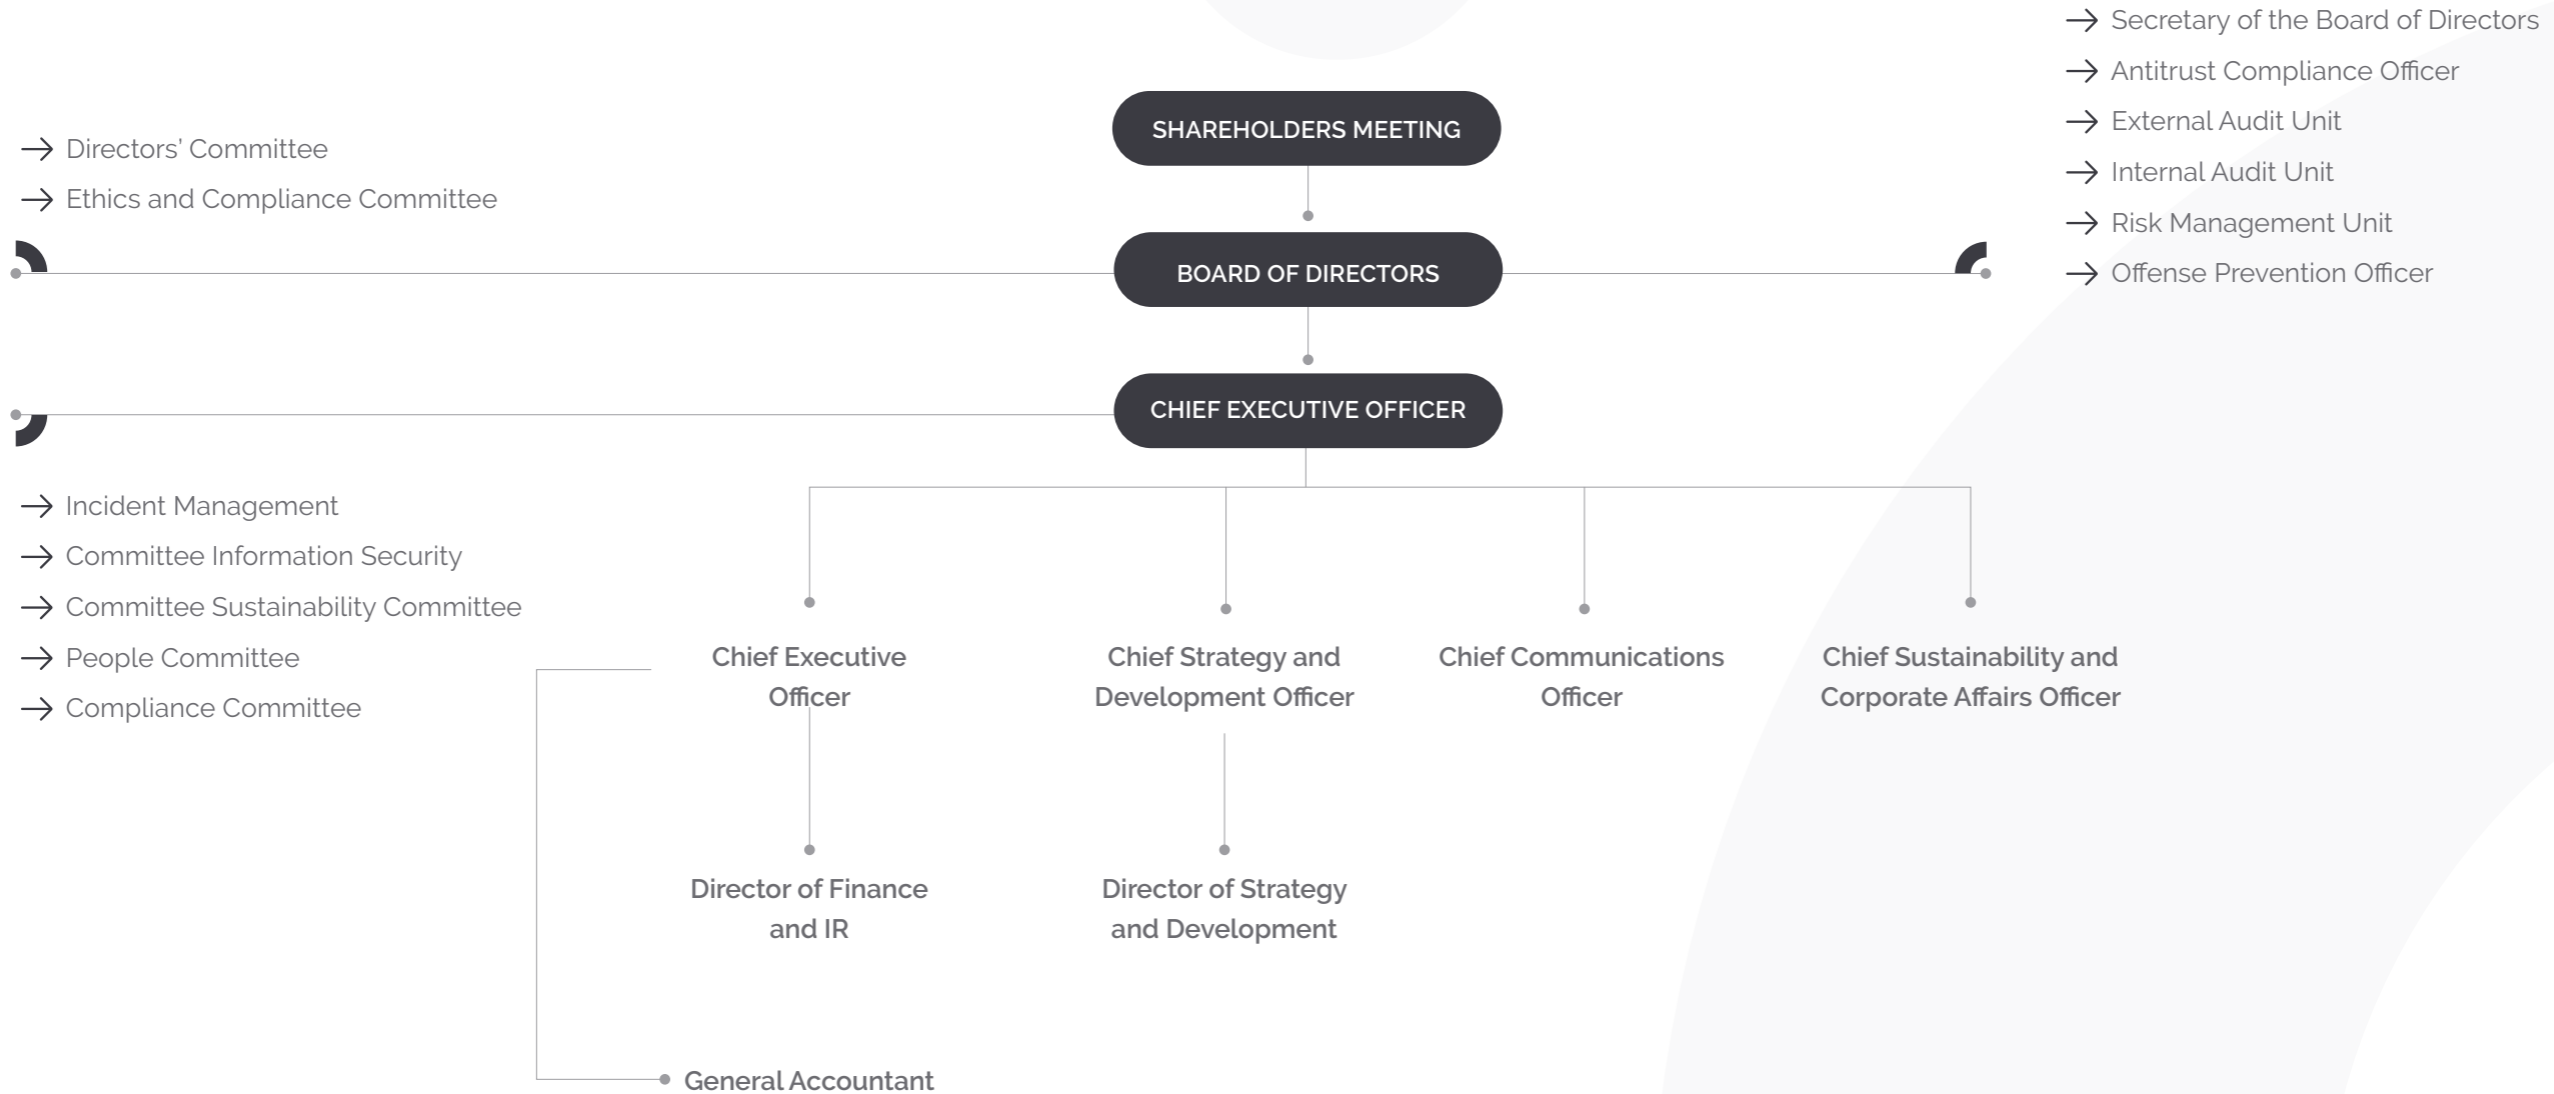 Secretary of the Board of Directors
Antitrust Compliance Officer
External Audit Unit
Internal Audit Unit
Risk Management Unit
Offense Prevention Officer
Directors’ Committee
Ethics and Compliance Committee
SHAREHOLDERS MEETING
BOARD OF DIRECTORS
CHIEF EXECUTIVE OFFICER
Incident Management
Committee Information Security
Committee Sustainability Committee
People Committee
Compliance Committee
Chief Executive
Officer
Chief Strategy and
Development Officer
Chief Communications
Officer
Chief Sustainability and
Corporate Affairs Officer
Director of Finance
and IR
Director of Strategy
and Development
General Accountant